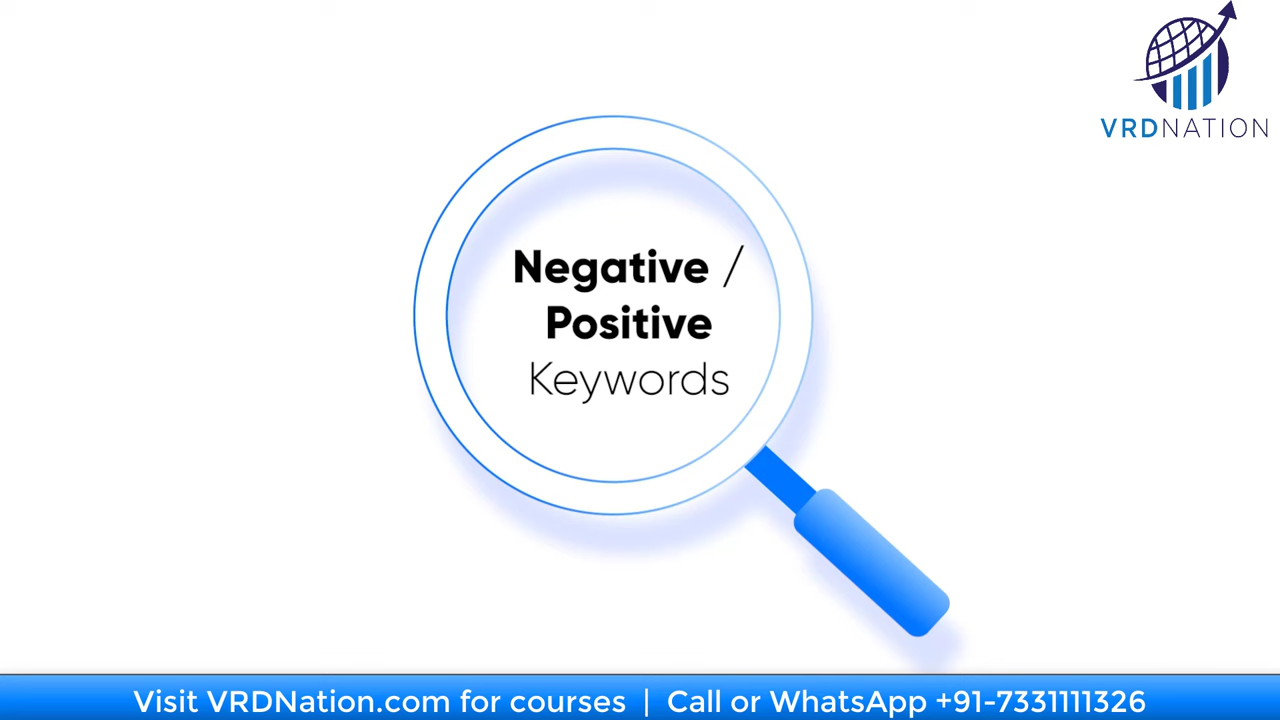 VRDNATION
Negative /
Positive
Keywords
Visit VRDNation.com for courses | Call or WhatsApp +91-7331111326